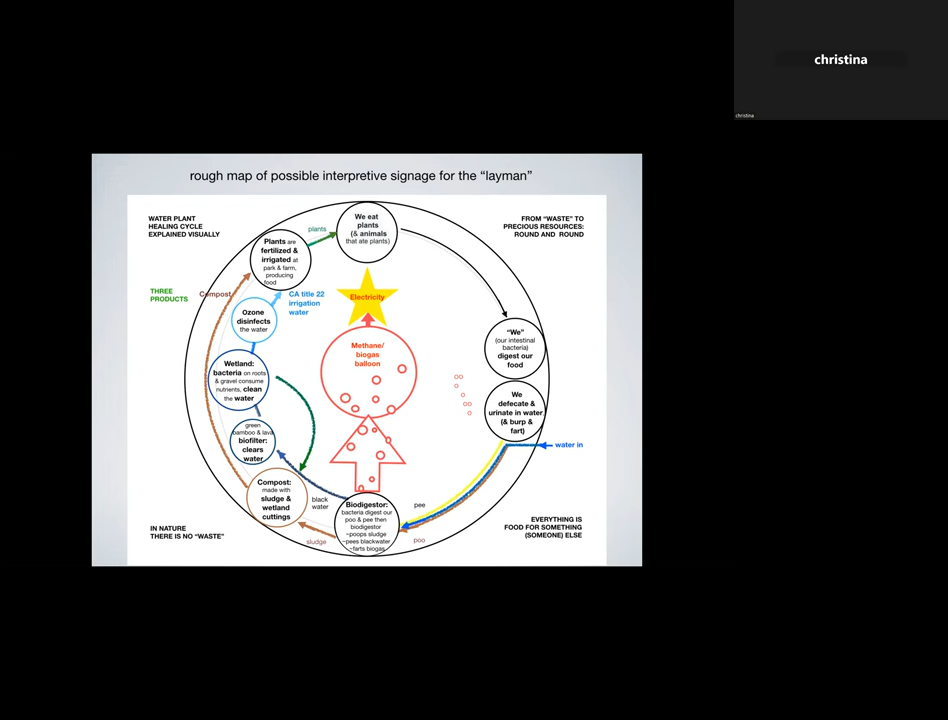 christina
christina
rough map of possible interpretive signage for the “layman”
WATER PLANT
HEALING CYCLE
EXPLAINED VISUALLY
FROM “WASTE” TO
PRECIOUS RESOURCES:
ROUND AND ROUND
We eat
plants
(& animals
that ate plants)
plants
Plants are
fertilized &
irrigated at
park & farm,
producing
food
THREE
PRODUCTS
Compost
CA title 22
irrigation
water
Electricity
Ozone
disinfects
the water
Methane/
biogas
balloon
“We”
(our intestinal
bacteria)
digest our
food
Wetland:
bacteria on roots
& gravel consume
nutrients, clean
the water
We
defecate &
urinate in water.
(& burp &
fart)
water in
green
bamboo & lava
biofilter:
clears
water
Compost:
made with
sludge &
wetland
cuttings
black
water
Biodigestor:
bacteria digest our
poo & pee then
biodigestor
~poops sludge
~pees blackwater
~farts biogas
pee
poo
sludge
IN NATURE
THERE IS NO “WASTE”
EVERYTHING IS
FOOD FOR SOMETHING
(SOMEONE) ELSE